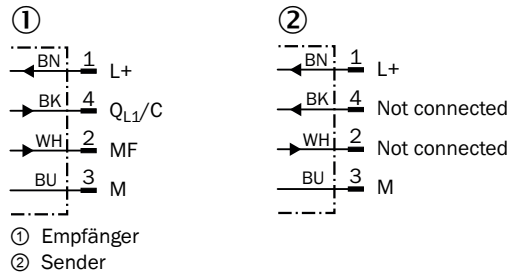 ① ②
BN 1 L+ BN 1 L+
BK 4 QL1/C BK 4 Not connected
WH 2 MF WH 2 Not connected
BU 3 M BU 3 M
① Empfänger
② Sender